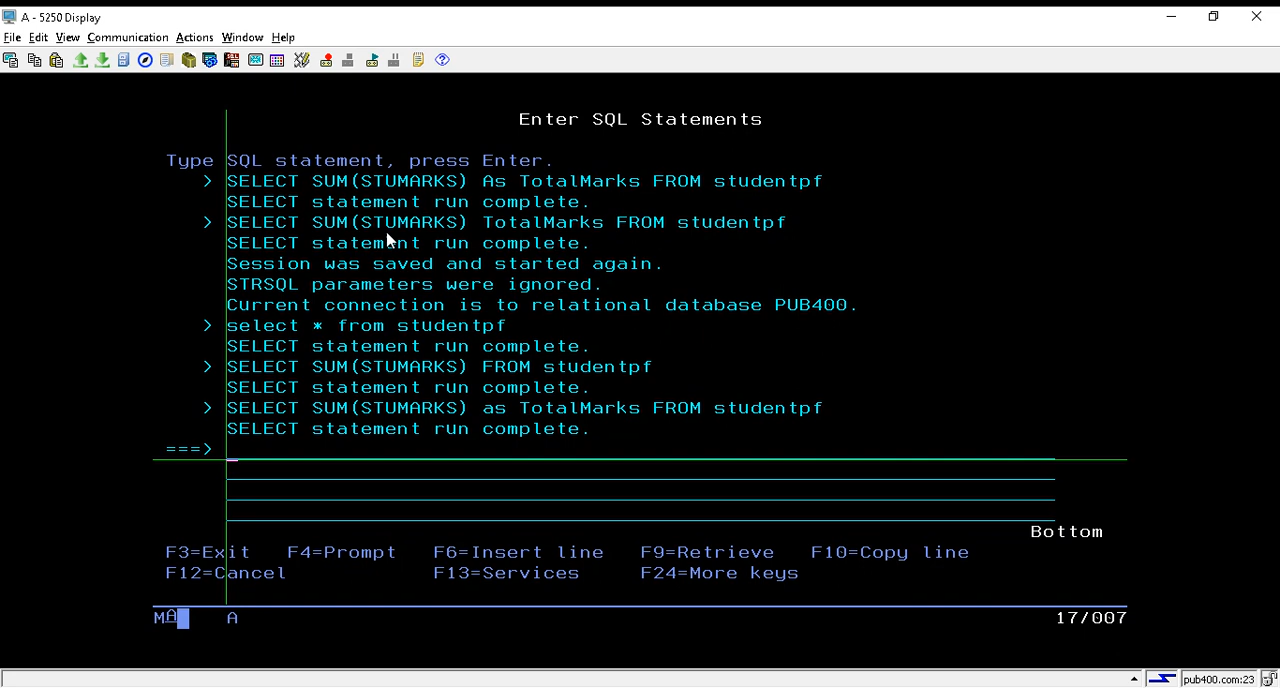 A - 5250 Display
File Edit View Communication Actions Window Help
Enter SQL Statements
Type SQL statement, press Enter.
> SELECT SUM(STUMARKS) As TotalMarks FROM studentpf
SELECT statement run complete.
> SELECT SUM(STUMARKS) TotalMarks FROM studentpf
SELECT statement run complete.
Session was saved and started again.
STRSQL parameters were ignored.
Current connection is to relational database PUB400.
> select * from studentpf
SELECT statement run complete.
> SELECT SUM(STUMARKS) FROM studentpf
SELECT statement run complete.
> SELECT SUM(STUMARKS) as TotalMarks FROM studentpf
SELECT statement run complete.
===>
Bottom
F3=Exit F4=Prompt F6=Insert line F9=Retrieve F10=Copy line
F12=Cancel F13=Services F24=More keys
MA A 17/007
pub400.com:23